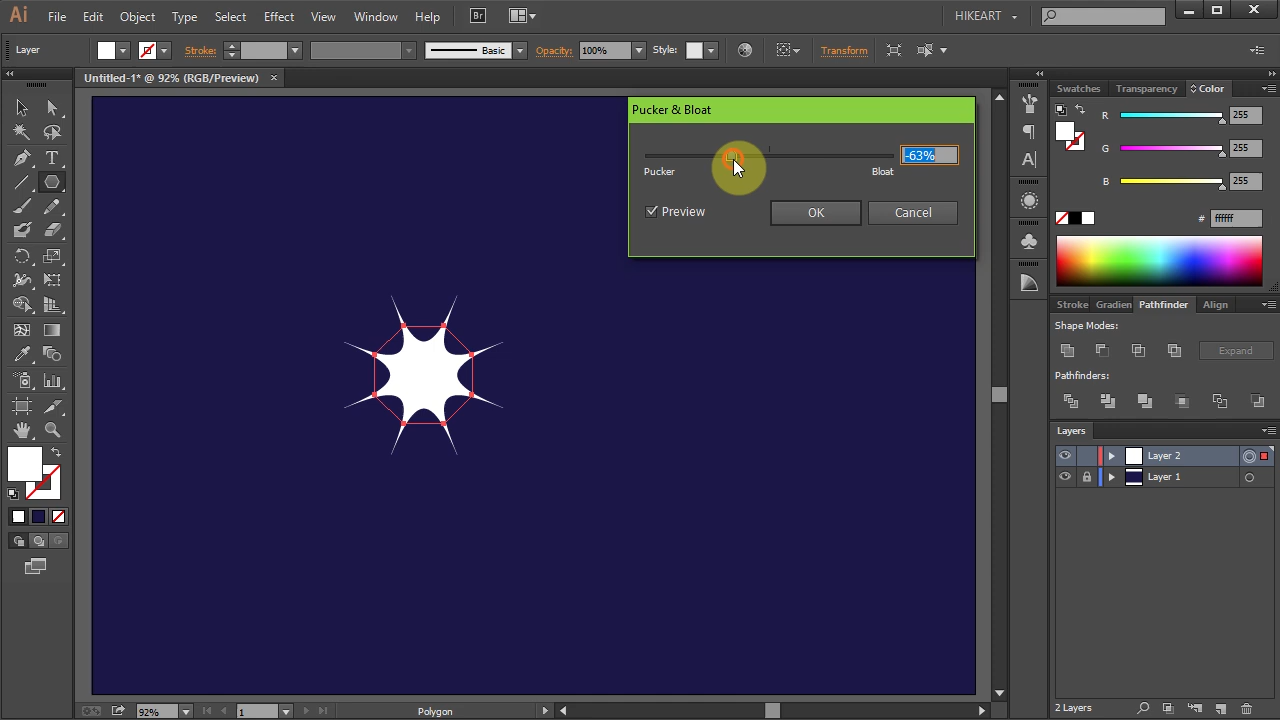 Ai File Edit Object Type Select Effect View Window Help Br HIKEART
Layer Stroke: Basic Opacity: 100% Style: Transform
Untitled-1* @ 92% (RGB/Preview) ×
Pucker & Bloat
-63%
Pucker Bloat
Preview OK Cancel
Swatches Transparency Color
R 255
G 255
B 255
# ffffff
Stroke Gradien Pathfinder Align
Shape Modes:
Expand
Pathfinders:
Layers
Layer 2
Layer 1
2 Layers
92% 1 Polygon